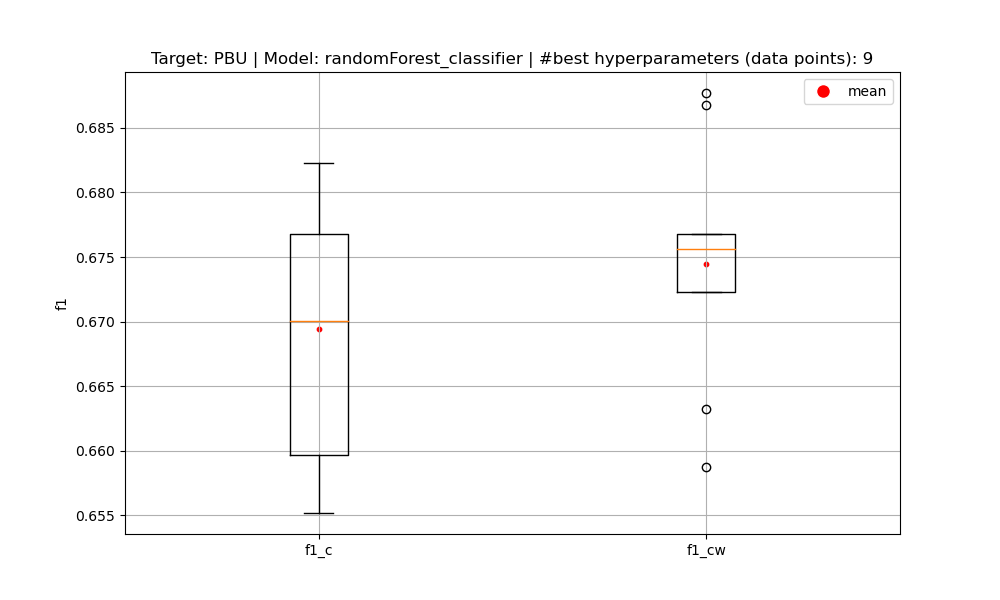 Target: PBU | Model: randomForest_classifier | #best hyperparameters (data points): 9
mean
0.685
0.680
0.675
0.670
0.665
0.660
0.655
f1
f1_c
f1_cw